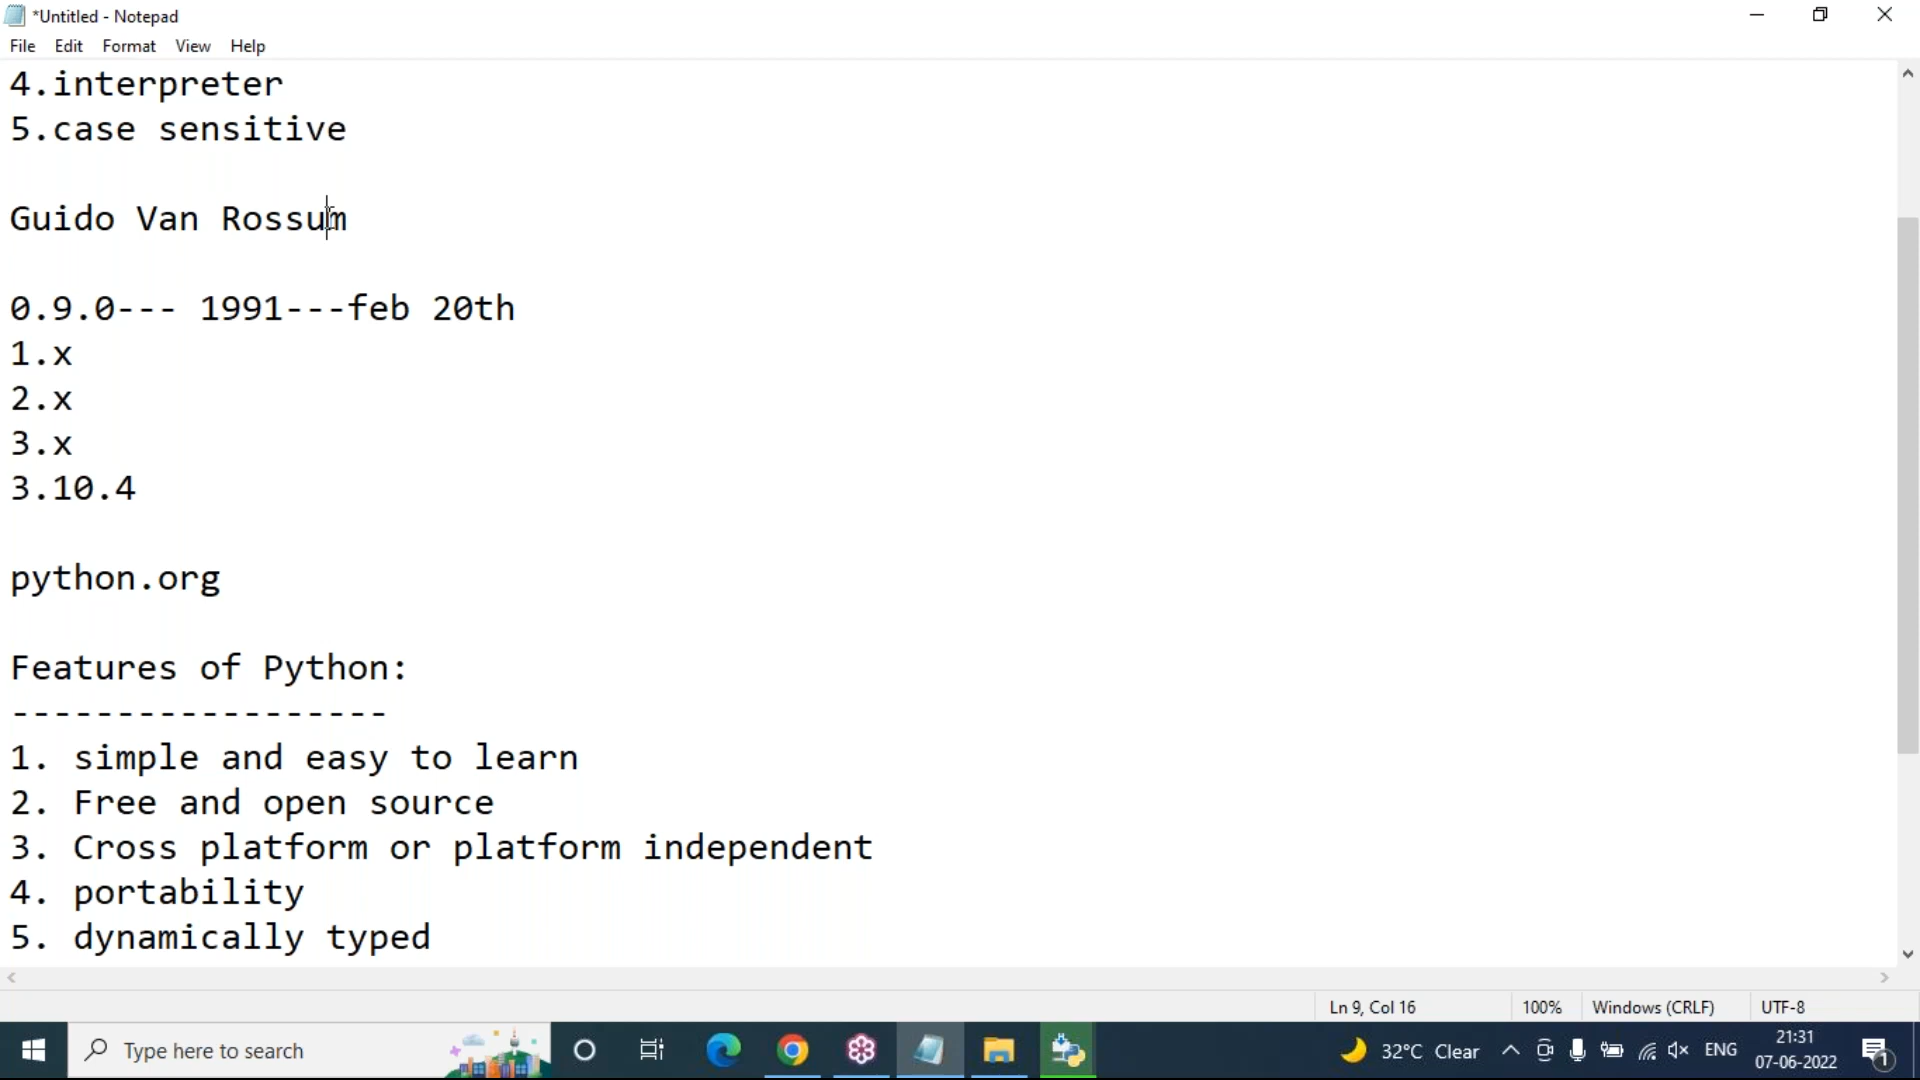 *Untitled - Notepad
File Edit Format View Help
4.interpreter
5.case sensitive
Guido Van Rossum
0.9.0--- 1991---feb 20th
1.x
2.x
3.x
3.10.4
python.org
Features of Python:
------------------
1. simple and easy to learn
2. Free and open source
3. Cross platform or platform independent
4. portability
5. dynamically typed
Ln 9, Col 16 100% Windows (CRLF) UTF-8
Type here to search 32°C Clear ENG 21:31
07-06-2022 1